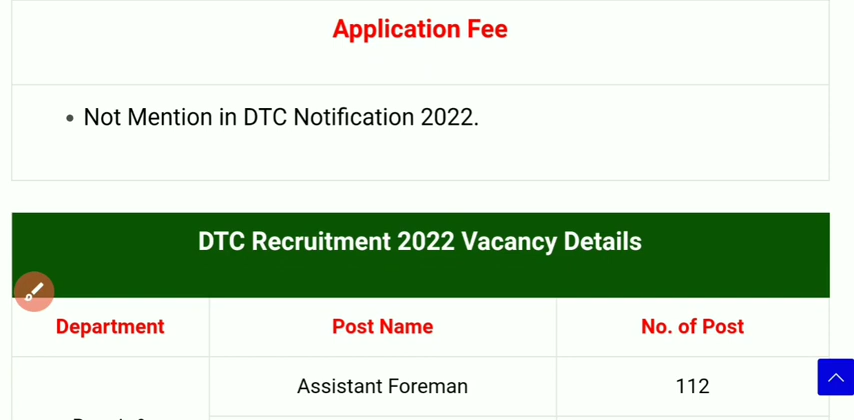 Application Fee
Not Mention in DTC Notification 2022.
DTC Recruitment 2022 Vacancy Details
Department Post Name No. of Post
Assistant Foreman 112